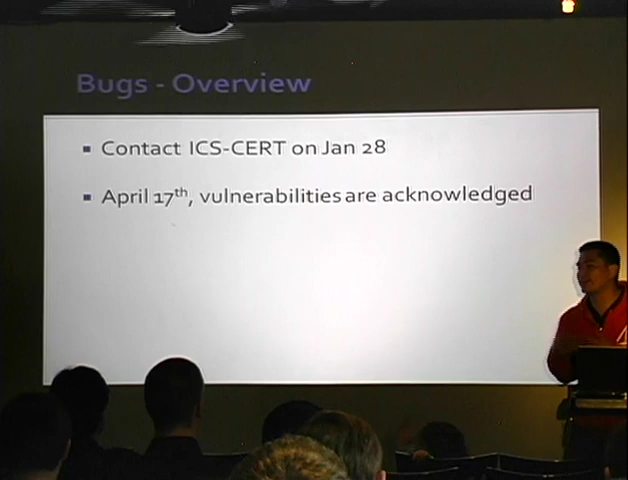 Bugs - Overview
Contact ICS-CERT on Jan 28
April 17th, vulnerabilities are acknowledged